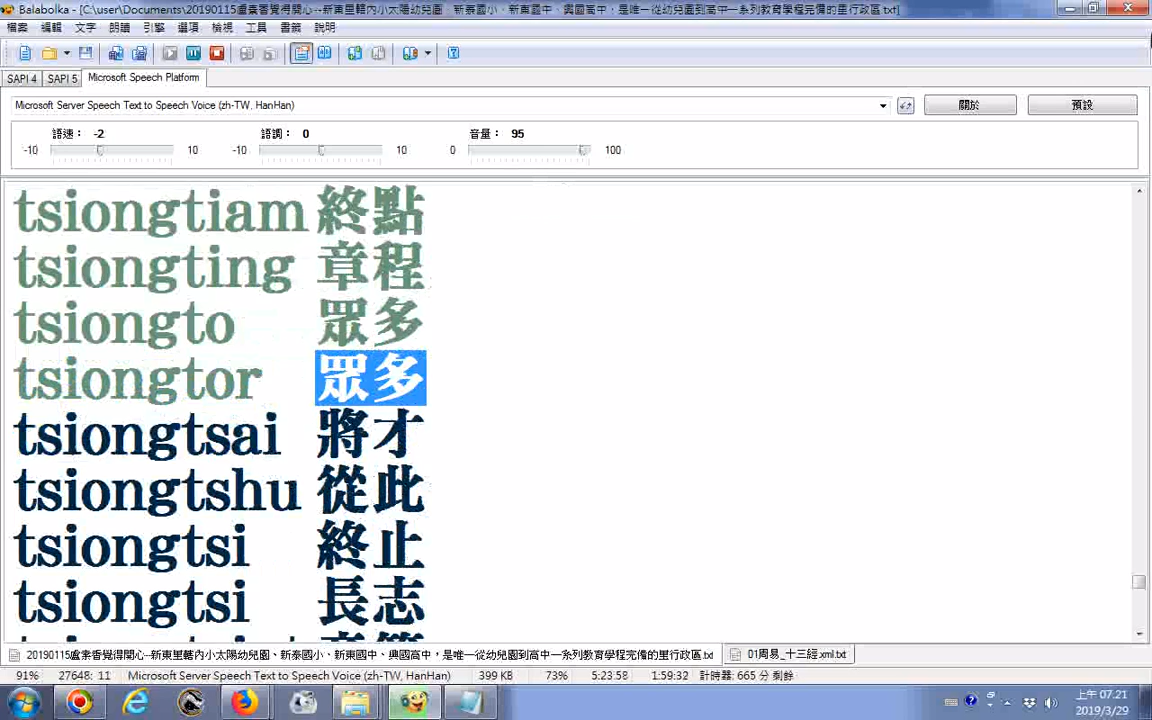 Balabolka - [C:\user\Documents\20190115盧素香覺得開心--新東里轄內小太陽幼兒園、新泰國小、新東國中、興國高中，是唯一從幼兒園到高中一系列教育學程完備的里行政區.txt]
檔案 編輯 文字 朗讀 引擎 選項 檢視 工具 書籤 說明
SAPI 4 SAPI 5 Microsoft Speech Platform
Microsoft Server Speech Text to Speech Voice (zh-TW, HanHan) 關於 預設
語速： -2 語調： 0 音量： 95
-10 10 -10 10 0 100
tsiongtiam 終點
tsiongting 章程
tsiongto 眾多
tsiongtor 眾多
tsiongtsai 將才
tsiongtshu 從此
tsiongtsi 終止
tsiongtsi 長志
20190115盧素香覺得開心--新東里轄內小太陽幼兒園、新泰國小、新東國中、興國高中，是唯一從幼兒園到高中一系列教育學程完備的里行政區.txt 01周易_十三經.xml.txt
91% 27648: 11 Microsoft Server Speech Text to Speech Voice (zh-TW, HanHan) 399 KB 73% 5:23:58 1:59:32 計時器: 665 分 剩餘
上午 07:21
2019/3/29